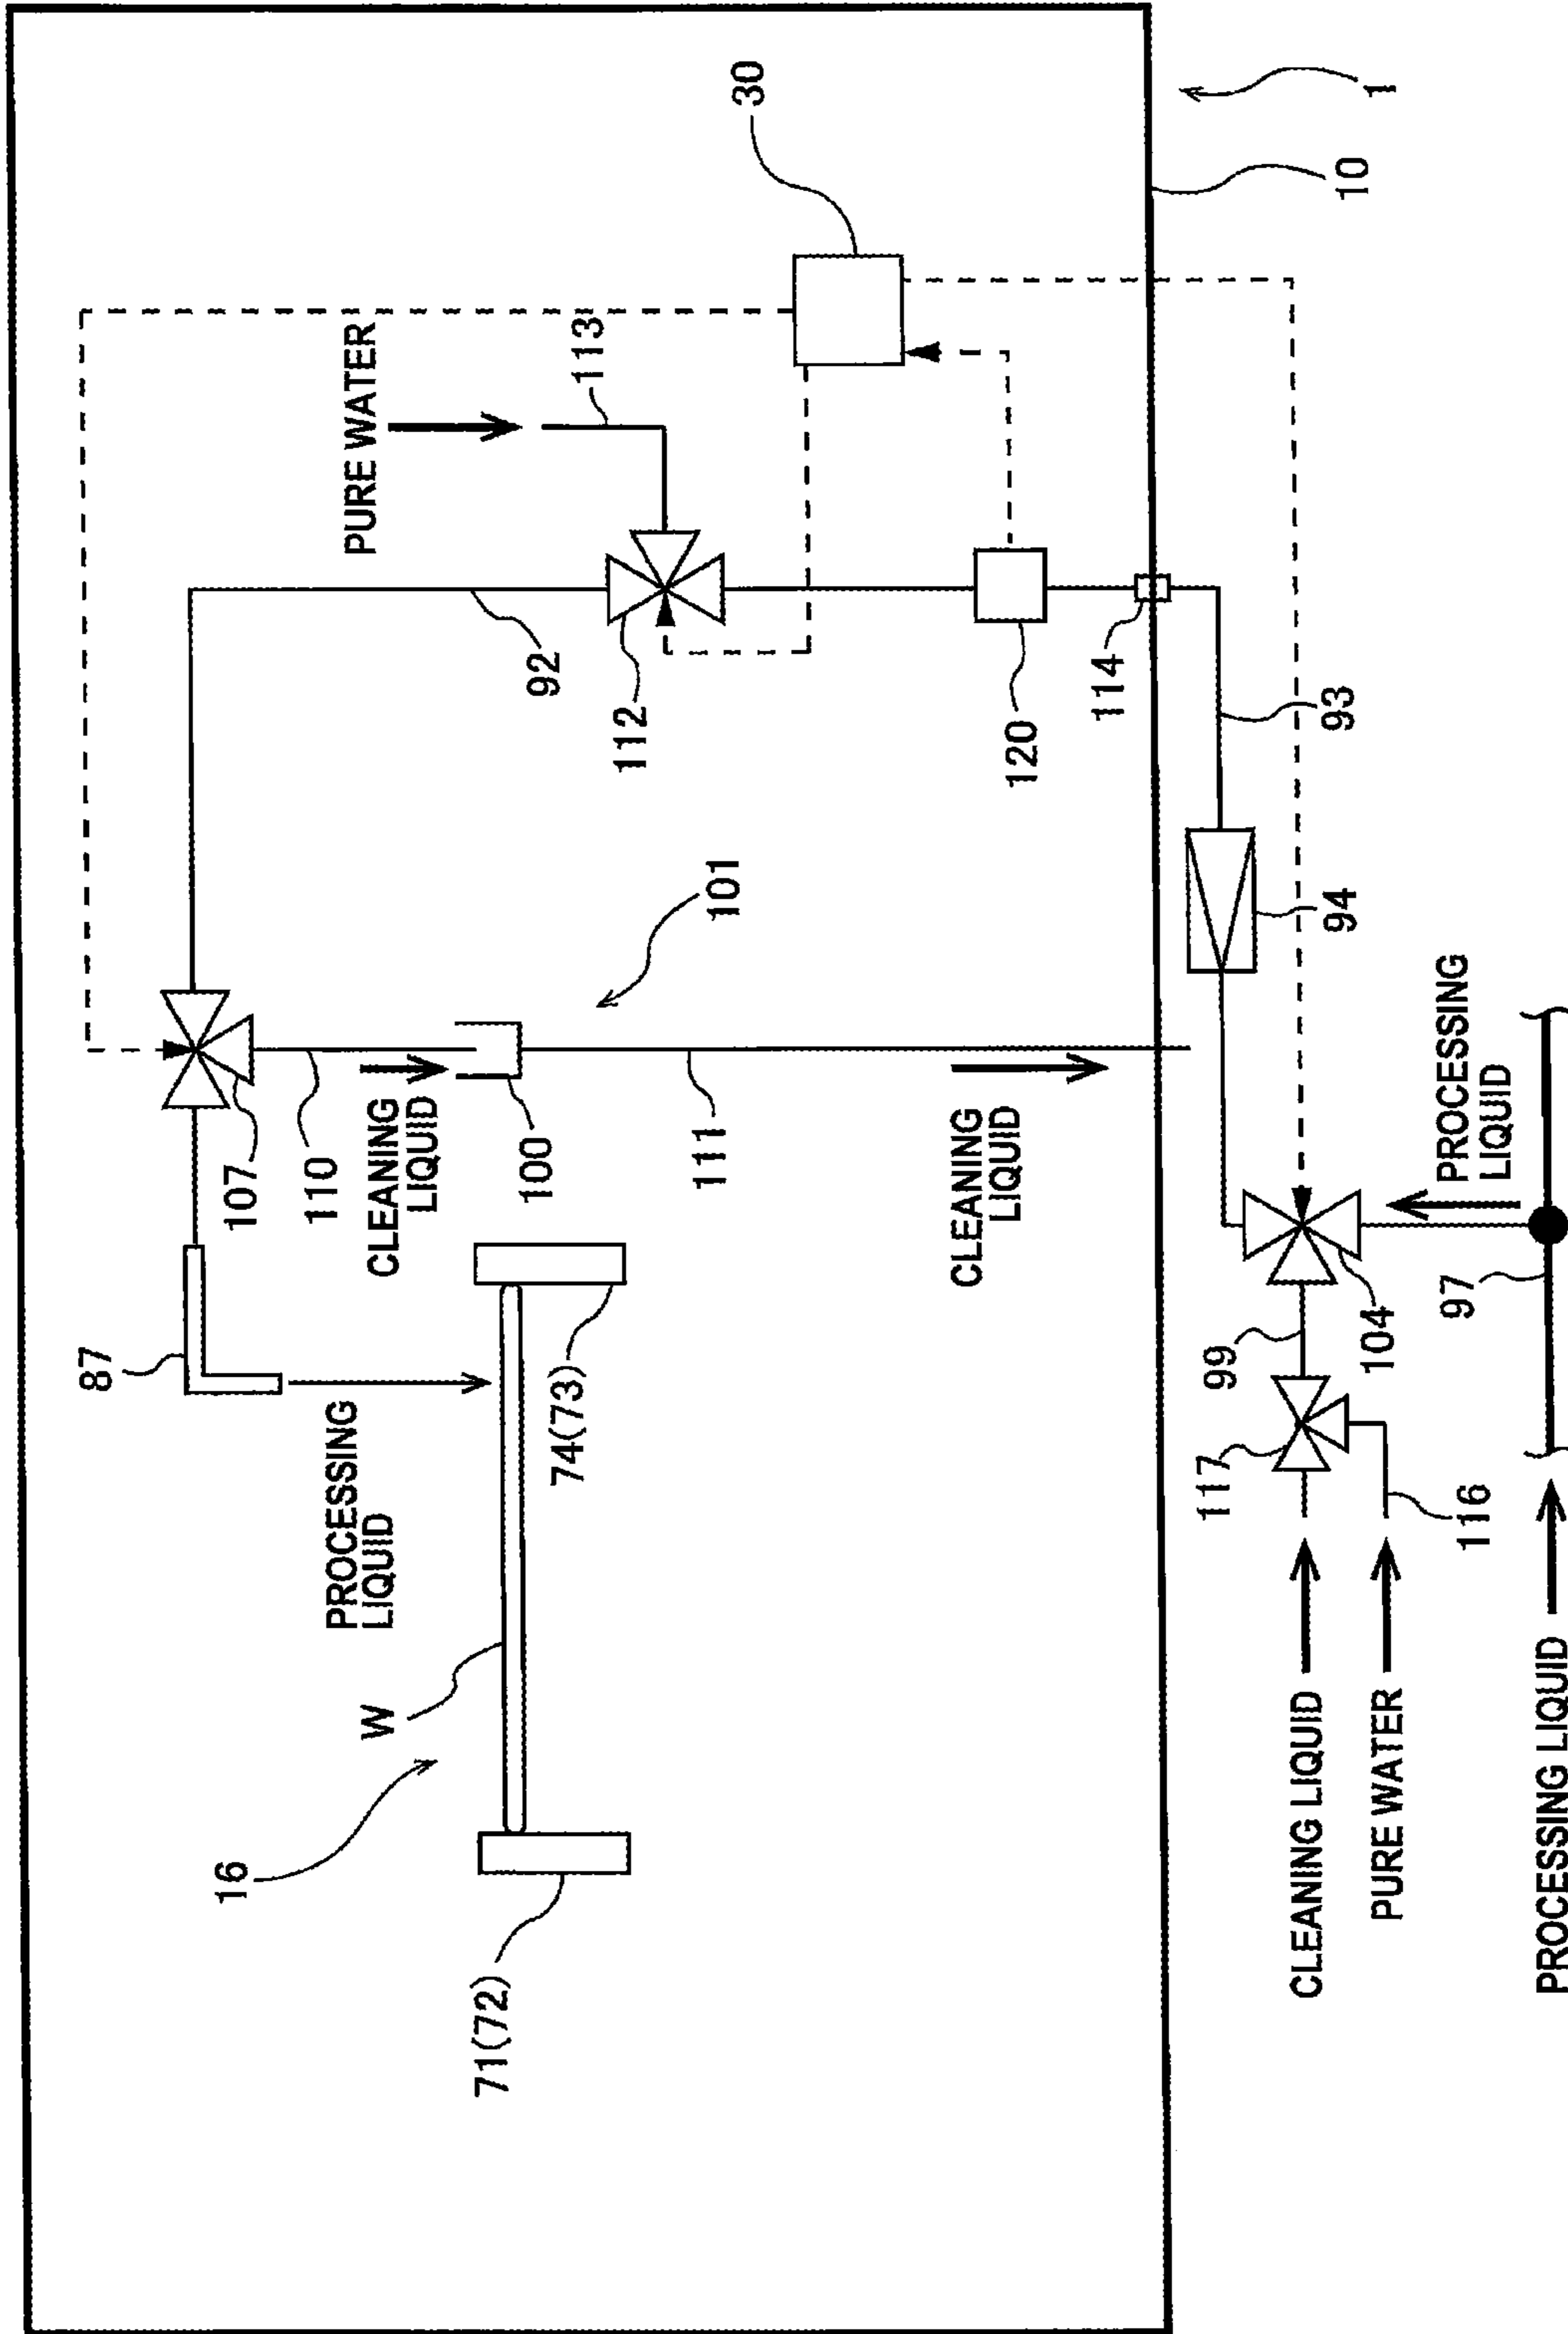 30
1
10
PURE WATER
113
92
112
120
114
93
94
101
107
110
CLEANING
LIQUID
100
111
CLEANING
LIQUID
PROCESSING
LIQUID
87
PROCESSING
LIQUID
74(73)
W
16
71(72)
99
104
97
117
116
CLEANING LIQUID
PURE WATER
PROCESSING LIQUID